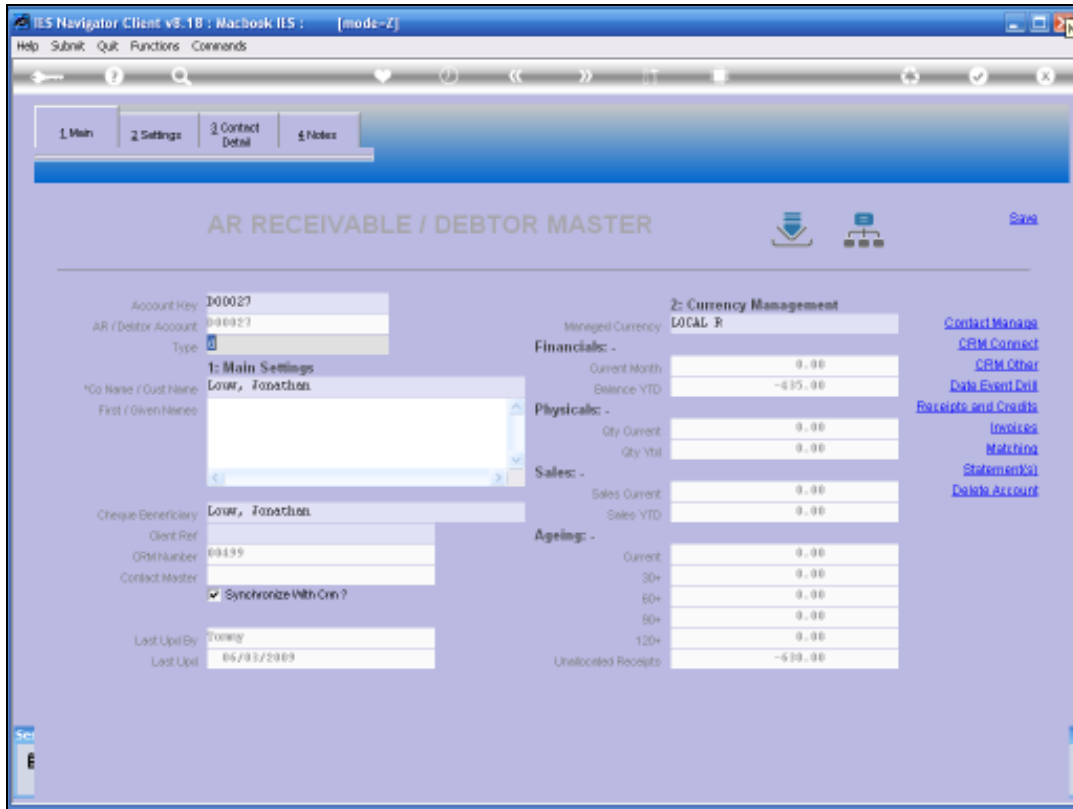 IES Navigator Client v8.18 : Macbook IES : [mode-Z]
Help Submit Quit Functions Commands
1 Main
2 Settings
3 Contact Detail
4 Notes
AR RECEIVABLE / DEBTOR MASTER
Save
Account Key D00027
AR / Debtor Account D00027
Type d
1: Main Settings
*Co Name / Cust Name Louw, Jonathan
First / Given Names
Cheque Beneficiary Louw, Jonathan
Client Ref
CRM Number 00499
Contact Master
Synchronize With Crm ?
Last Upd By Tommy
Last Upd 06/03/2009
2: Currency Management
Managed Currency LOCAL R
Financials: -
Current Month 0.00
Balance YTD -635.00
Physicals: -
Qty Current 0.00
Qty Ytd 0.00
Sales: -
Sales Current 0.00
Sales YTD 0.00
Ageing: -
Current 0.00
30+ 0.00
60+ 0.00
90+ 0.00
120+ 0.00
Unallocated Receipts -630.00
Contact Manage
CRM Connect
CRM Other
Date Event Drill
Receipts and Credits
Invoices
Matching
Statement(s)
Delete Account